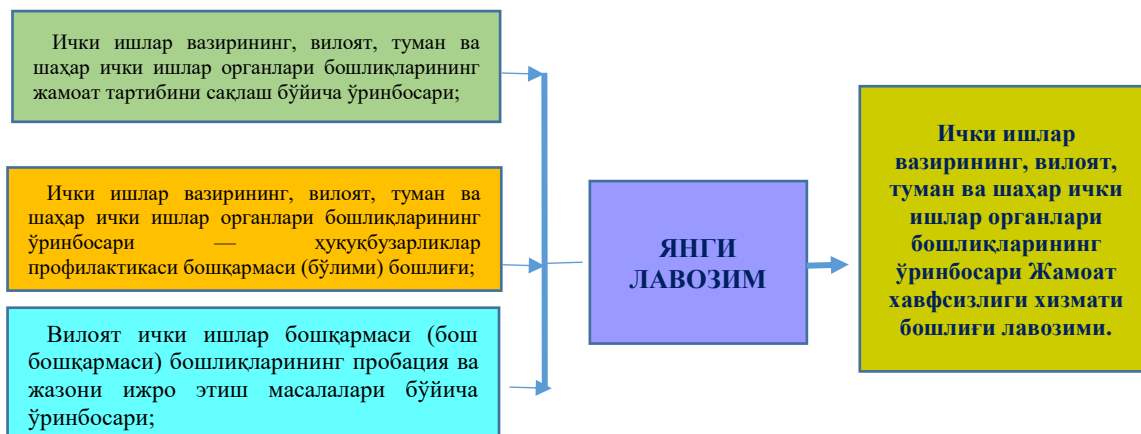 Ички ишлар вазирининг, вилоят, туман ва
шаҳар ички ишлар органлари бошлиқларининг
жамоат тартибини сақлаш бўйича ўринбосари;
Ички ишлар вазирининг, вилоят, туман ва
шаҳар ички ишлар органлари бошлиқларининг
ўринбосари — ҳуқуқбузарликлар
профилактикаси бошқармаси (бўлими) бошлиғи;
Вилоят ички ишлар бошқармаси (бош
бошқармаси) бошлиқларининг пробация ва
жазони ижро этиш масалалари бўйича
ўринбосари;
ЯНГИ
ЛАВОЗИМ
Ички ишлар
вазирининг, вилоят,
туман ва шаҳар ички
ишлар органлари
бошлиқларининг
ўринбосари Жамоат
хавфсизлиги хизмати
бошлиғи лавозими.